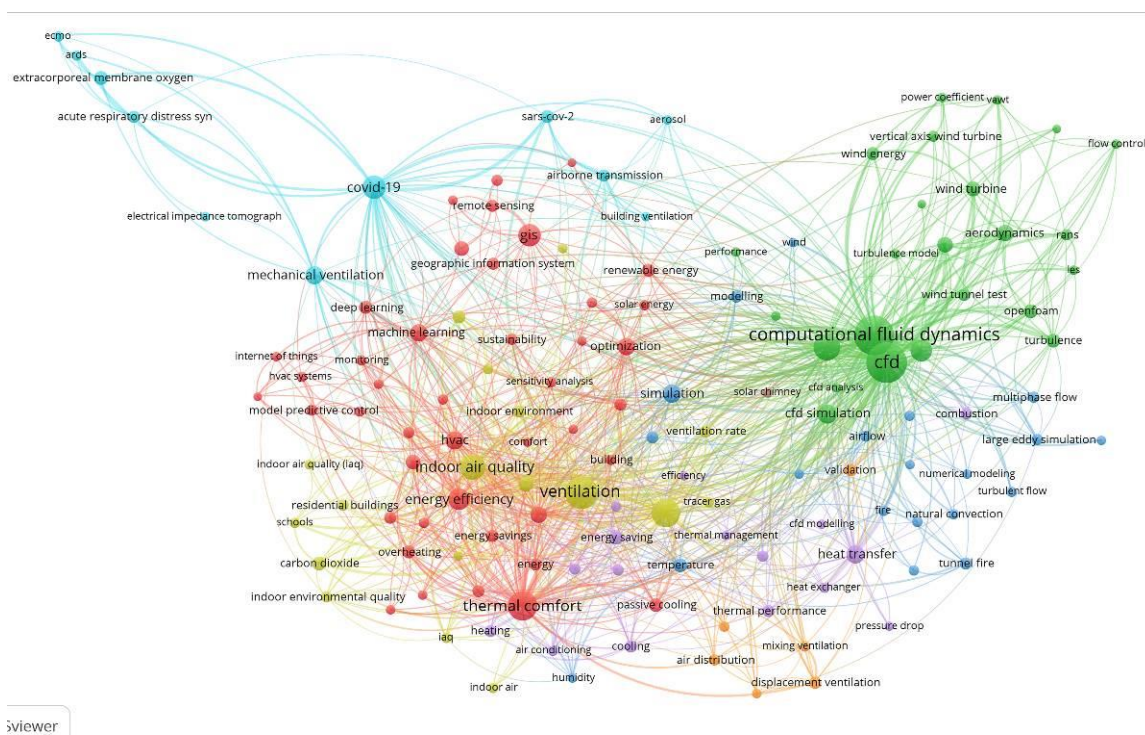 ecmo
ards
extracorporeal membrane oxygen
acute respiratory distress syn
sars-cov-2
aerosol
power coefficient
vawt
vertical axis wind turbine
flow control
wind energy
covid-19
airborne transmission
wind turbine
remote sensing
electrical impedance tomograph
building ventilation
gis
aerodynamics
rans
wind
performance
turbulence model
geographic information system
renewable energy
les
mechanical ventilation
modelling
wind tunnel test
deep learning
solar energy
openfoam
machine learning
sustainability
optimization
computational fluid dynamics
turbulence
internet of things
monitoring
cfd
hvac systems
sensitivity analysis
simulation
solar chimney
cfd analysis
multiphase flow
model predictive control
indoor environment
cfd simulation
combustion
hvac
comfort
ventilation rate
airflow
large eddy simulation
indoor air quality (iaq)
indoor air quality
building
efficiency
validation
numerical modeling
ventilation
turbulent flow
residential buildings
energy efficiency
tracer gas
fire
natural convection
schools
energy savings
energy saving
thermal management
cfd modelling
carbon dioxide
overheating
energy
temperature
heat transfer
tunnel fire
indoor environmental quality
thermal comfort
passive cooling
thermal performance
heat exchanger
iaq
heating
pressure drop
air conditioning
cooling
air distribution
mixing ventilation
humidity
indoor air
displacement ventilation
Sviewer